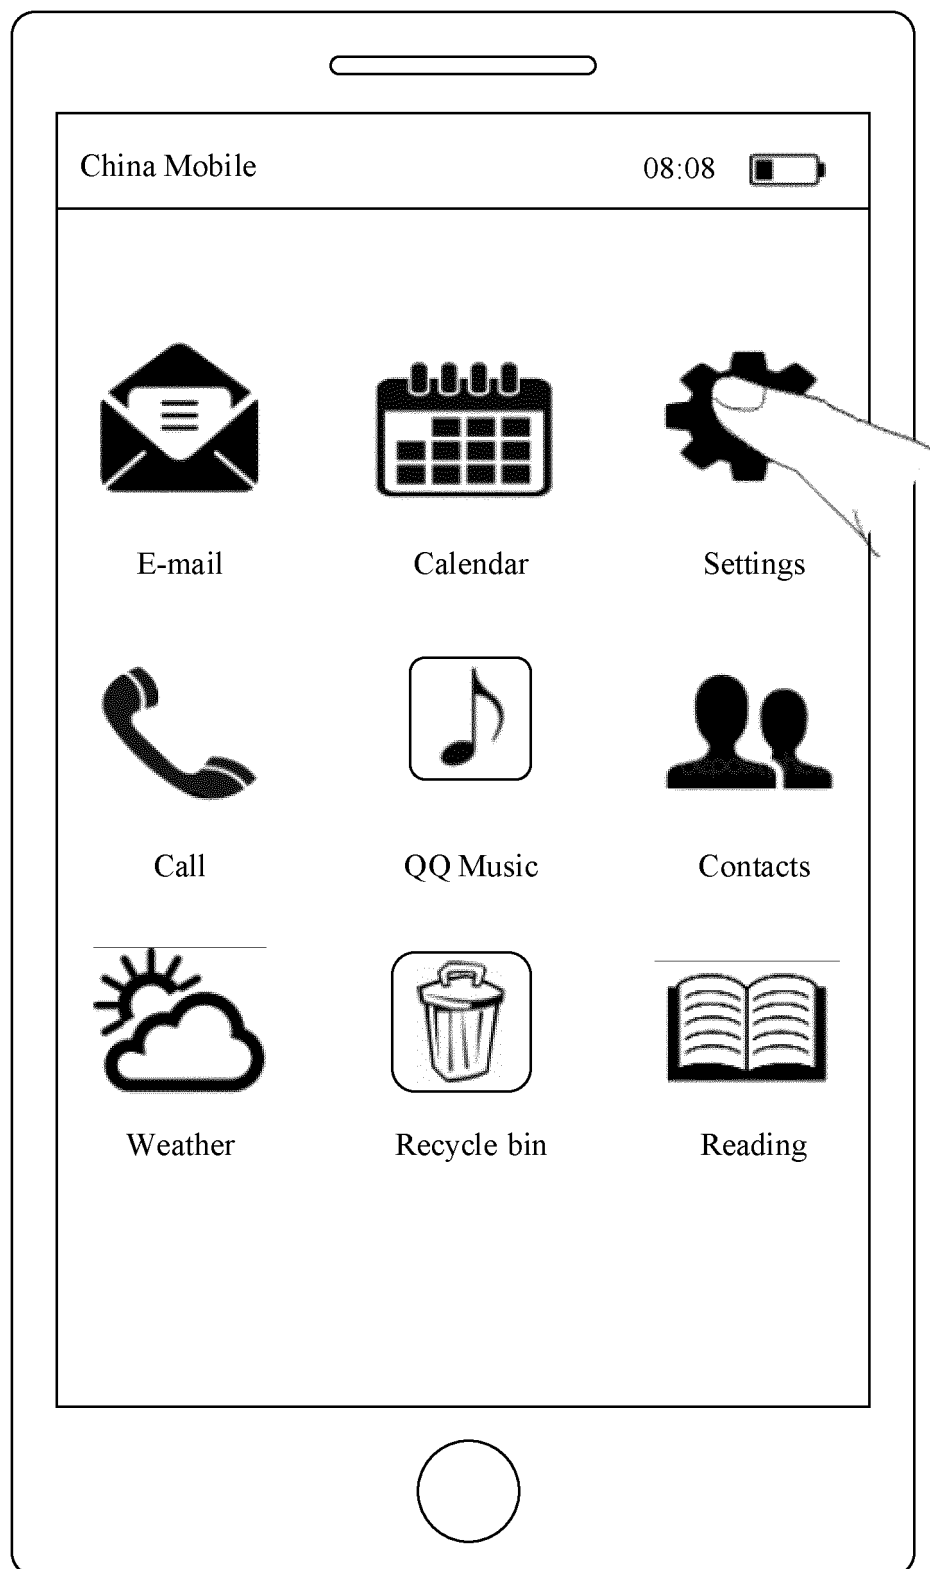 China Mobile 08:08
E-mail Calendar Settings
Call QQ Music Contacts
Weather Recycle bin Reading